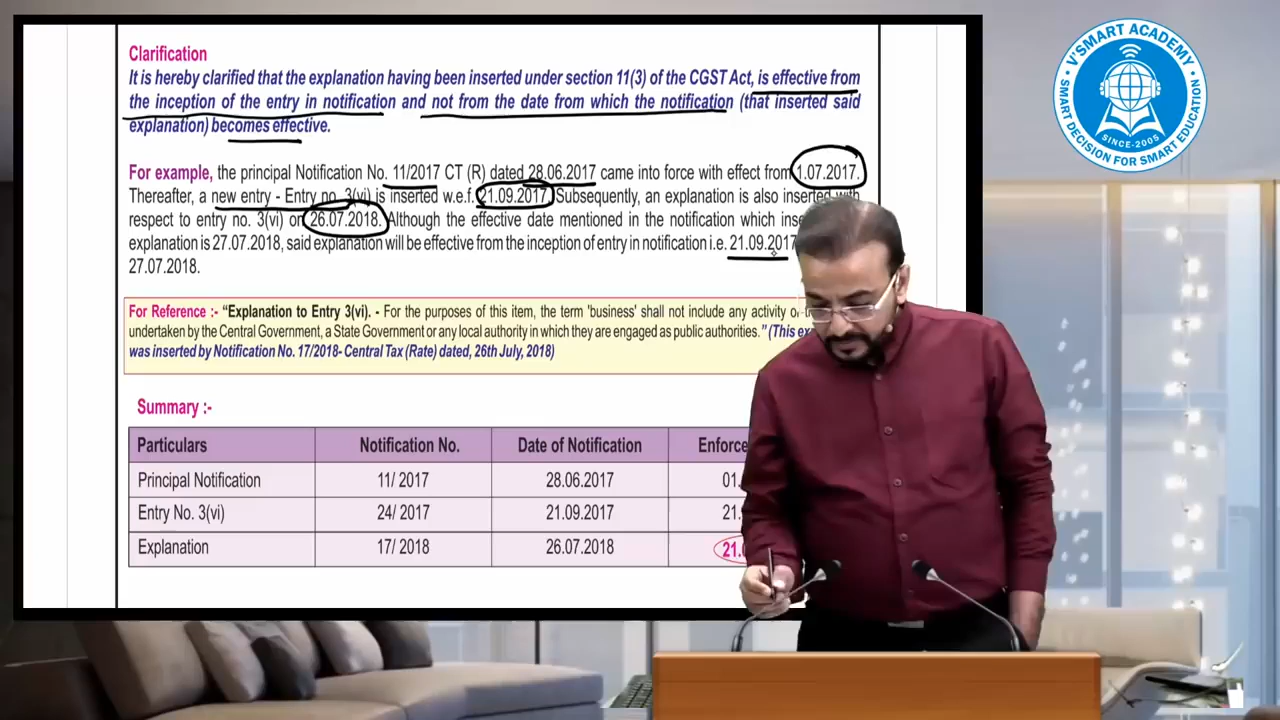 Clarification
It is hereby clarified that the explanation having been inserted under section 11(3) of the CGST Act, is effective from
the inception of the entry in notification and not from the date from which the notification (that inserted said
explanation) becomes effective.
For example, the principal Notification No. 11/2017 CT (R) dated 28.06.2017 came into force with effect from 1.07.2017.
Thereafter, a new entry - Entry no. 3(vi) is inserted w.e.f. 21.09.2017. Subsequently, an explanation is also inserted with
respect to entry no. 3(vi) on 26.07.2018. Although the effective date mentioned in the notification which
explanation is 27.07.2018, said explanation will be effective from the inception of entry in notification i.e. 21.09.2017
27.07.2018.
For Reference :- “Explanation to Entry 3(vi). - For the purposes of this item, the term 'business' shall not include any activity
undertaken by the Central Government, a State Government or any local authority in which they are engaged as public authorities.” (This
was inserted by Notification No. 17/2018- Central Tax (Rate) dated, 26th July, 2018)
Summary :-
Particulars Notification No. Date of Notification
Principal Notification 11/ 2017 28.06.2017 01.
Entry No. 3(vi) 24/ 2017 21.09.2017 21.
Explanation 17/ 2018 26.07.2018 21.
V'SMART ACADEMY
SINCE-2005
SMART DECISION FOR SMART EDUCATION